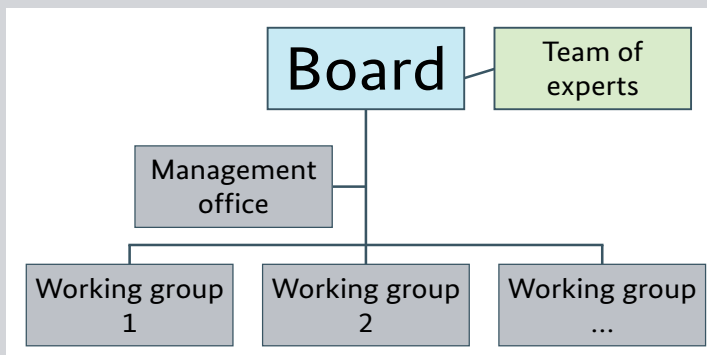 Board
Team of
experts
Management
office
Working group
1
Working group
2
Working group
...